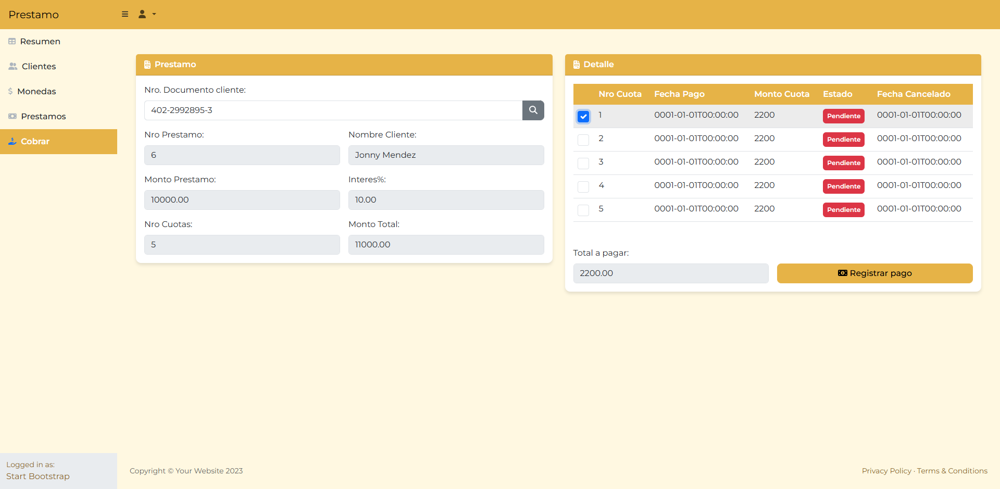 Prestamo
Resumen
Clientes
Monedas
Prestamos
Cobrar
Prestamo
Nro. Documento cliente:
402-2992895-3
Nro Prestamo: Nombre Cliente:
6 Jonny Mendez
Monto Prestamo: Interes%:
10000.00 10.00
Nro Cuotas: Monto Total:
5 11000.00
Detalle
Nro Cuota Fecha Pago Monto Cuota Estado Fecha Cancelado
1 0001-01-01T00:00:00 2200 Pendiente 0001-01-01T00:00:00
2 0001-01-01T00:00:00 2200 Pendiente 0001-01-01T00:00:00
3 0001-01-01T00:00:00 2200 Pendiente 0001-01-01T00:00:00
4 0001-01-01T00:00:00 2200 Pendiente 0001-01-01T00:00:00
5 0001-01-01T00:00:00 2200 Pendiente 0001-01-01T00:00:00
Total a pagar:
2200.00 Registrar pago
Logged in as:
Start Bootstrap
Copyright © Your Website 2023
Privacy Policy · Terms & Conditions